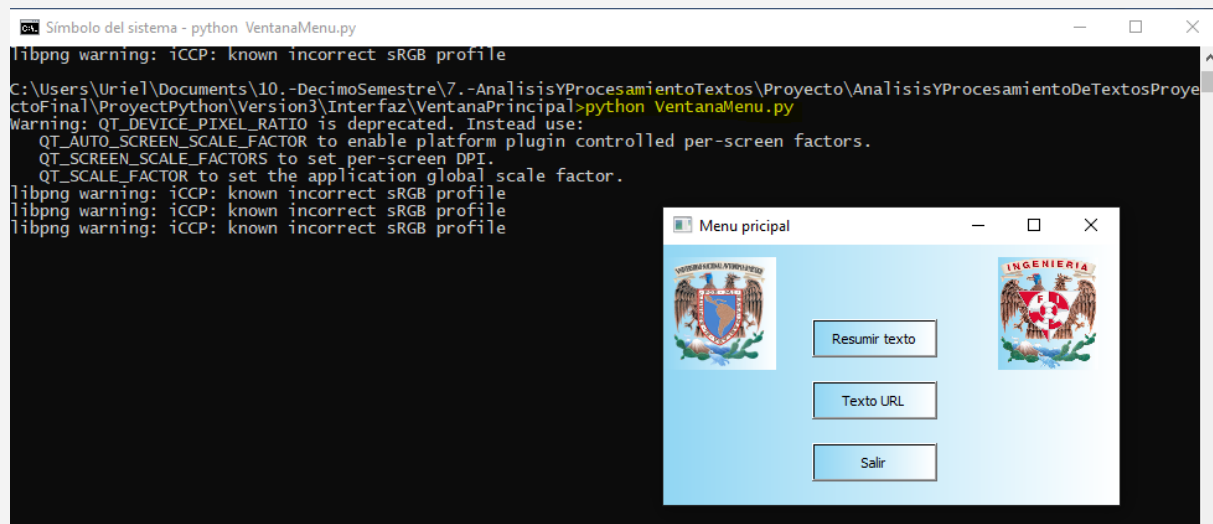 Símbolo del sistema - python VentanaMenu.py
libpng warning: iCCP: known incorrect sRGB profile
C:\Users\Uriel\Documents\10.-DecimoSemestre\7.-AnalisisYProcesamientoTextos\Proyecto\AnalisisYProcesamientoDeTextosProye
ctoFinal\ProyectPython\Version3\Interfaz\VentanaPrincipal>python VentanaMenu.py
Warning: QT_DEVICE_PIXEL_RATIO is deprecated. Instead use:
QT_AUTO_SCREEN_SCALE_FACTOR to enable platform plugin controlled per-screen factors.
QT_SCREEN_SCALE_FACTORS to set per-screen DPI.
QT_SCALE_FACTOR to set the application global scale factor.
libpng warning: iCCP: known incorrect sRGB profile
libpng warning: iCCP: known incorrect sRGB profile
libpng warning: iCCP: known incorrect sRGB profile
Menu pricipal
INGENIERIA
Resumir texto
Texto URL
Salir